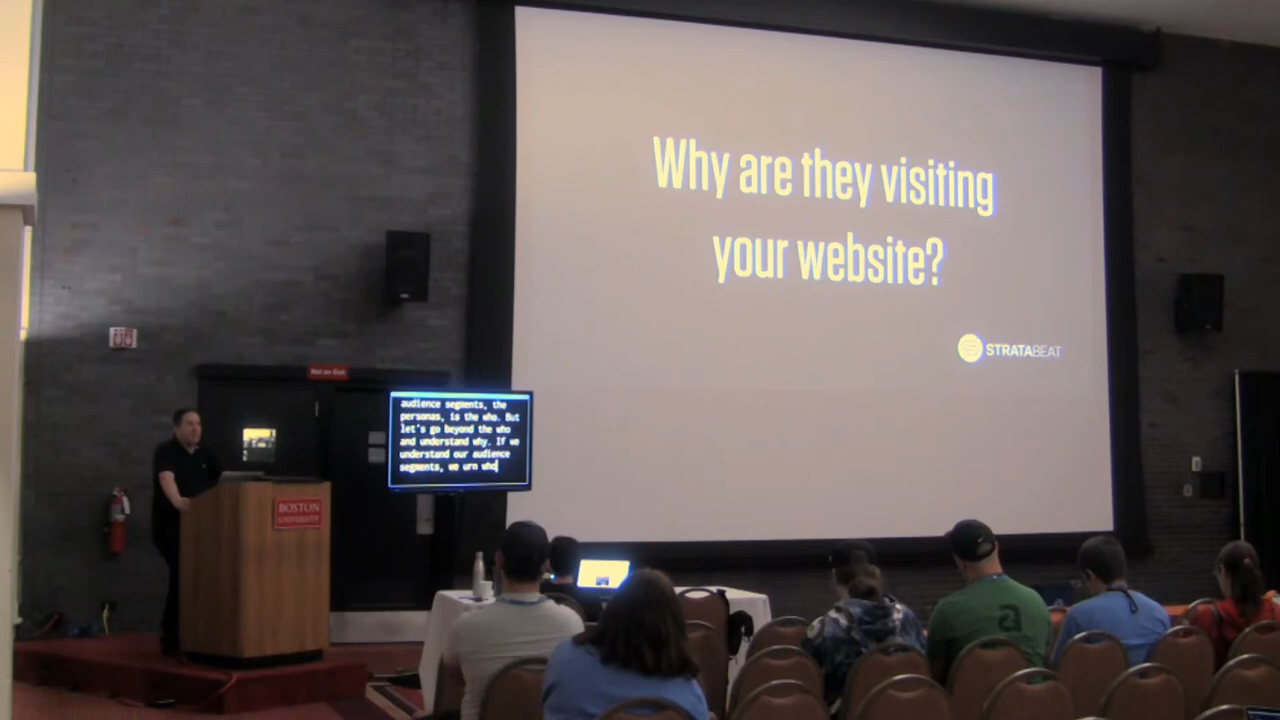 Why are they visiting
your website?
STRATABEAT
audience segments, the
personas, is the who. But
let's go beyond the who
and understand why. If we
understand our audience
segments, we urn who
BOSTON
UNIVERSITY
a